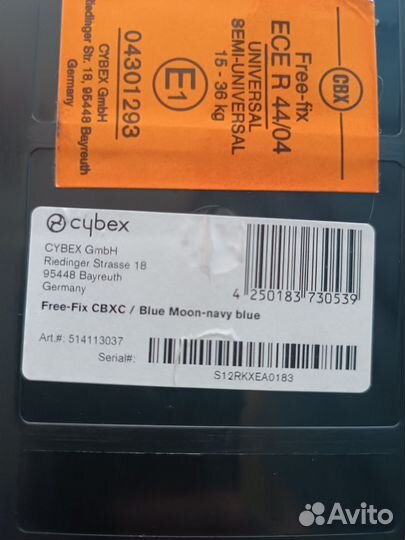 CBX
Free-fix
ECE R 44/04
UNIVERSAL
SEMI-UNIVERSAL
15 - 36 kg
E1
04301293
CYBEX GmbH
Riedinger Str. 18, 95448 Bayreuth
Germany
cybex
CYBEX GmbH
Riedinger Strasse 18
95448 Bayreuth
Germany
4 250183 730539
Free-Fix CBXC / Blue Moon-navy blue
Art.#: 514113037
Serial#:
S12RKXEA0183
Avito